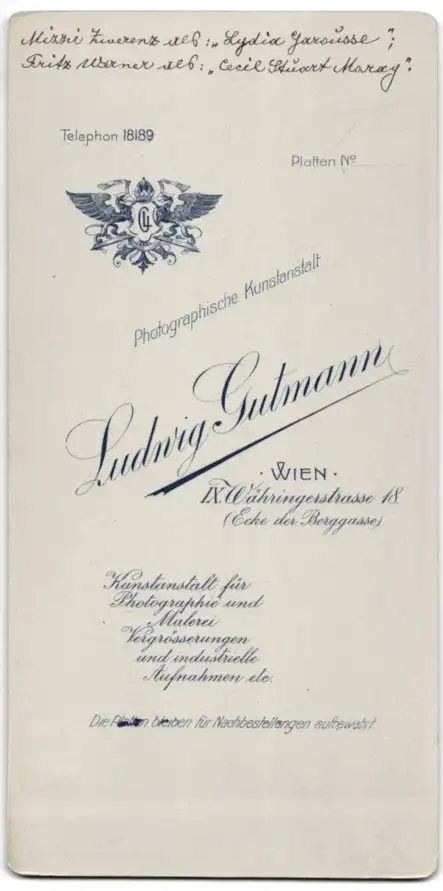 Mizzi Zwerenz als: "Lydia Garousse";
Fritz Werner als: "Cecil Stuart Maray".
Telephon 18189
Platten No
GL
Photographische Kunstanstalt
Ludwig Gutmann
· WIEN ·
IX. Währingerstrasse 18
(Ecke der Berggasse)
Kunstanstalt für
Photographie und
Malerei
Vergrösserungen
und industrielle
Aufnahmen etc.
Die Platten bleiben für Nachbestellungen aufbewahrt.